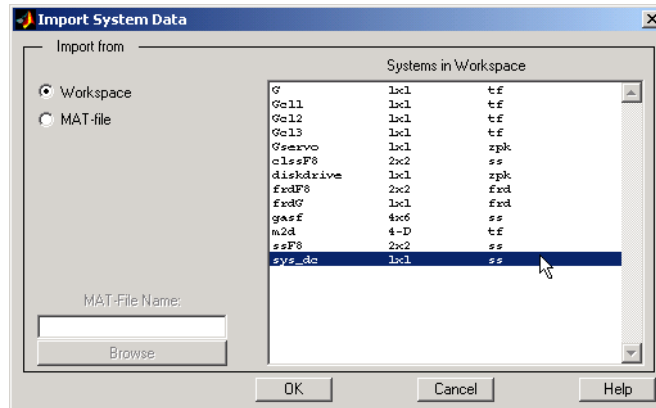 Import System Data
Import from
Systems in Workspace
Workspace
MAT-file
G 1x1 tf
Gcl1 1x1 tf
Gcl2 1x1 tf
Gcl3 1x1 tf
Gservo 1x1 zpk
clssF8 2x2 ss
diskdrive 1x1 zpk
frdF8 2x2 frd
frdG 1x1 frd
gasf 4x6 ss
m2d 4-D tf
ssF8 2x2 ss
sys_dc 1x1 ss
MAT-File Name:
Browse
OK Cancel Help